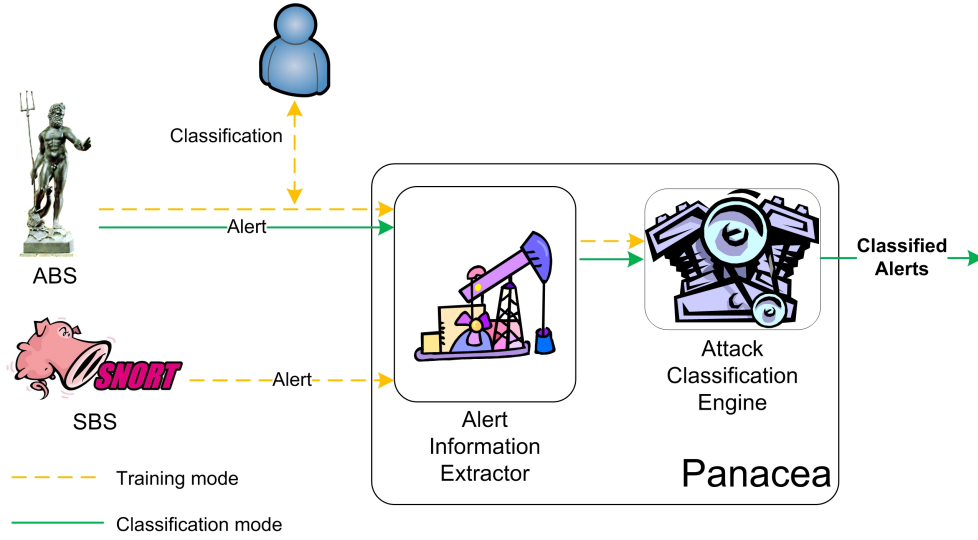 Classification
Alert
ABS
SNORT
Alert
SBS
Alert
Information
Extractor
Attack
Classification
Engine
Classified
Alerts
Panacea
Training mode
Classification mode